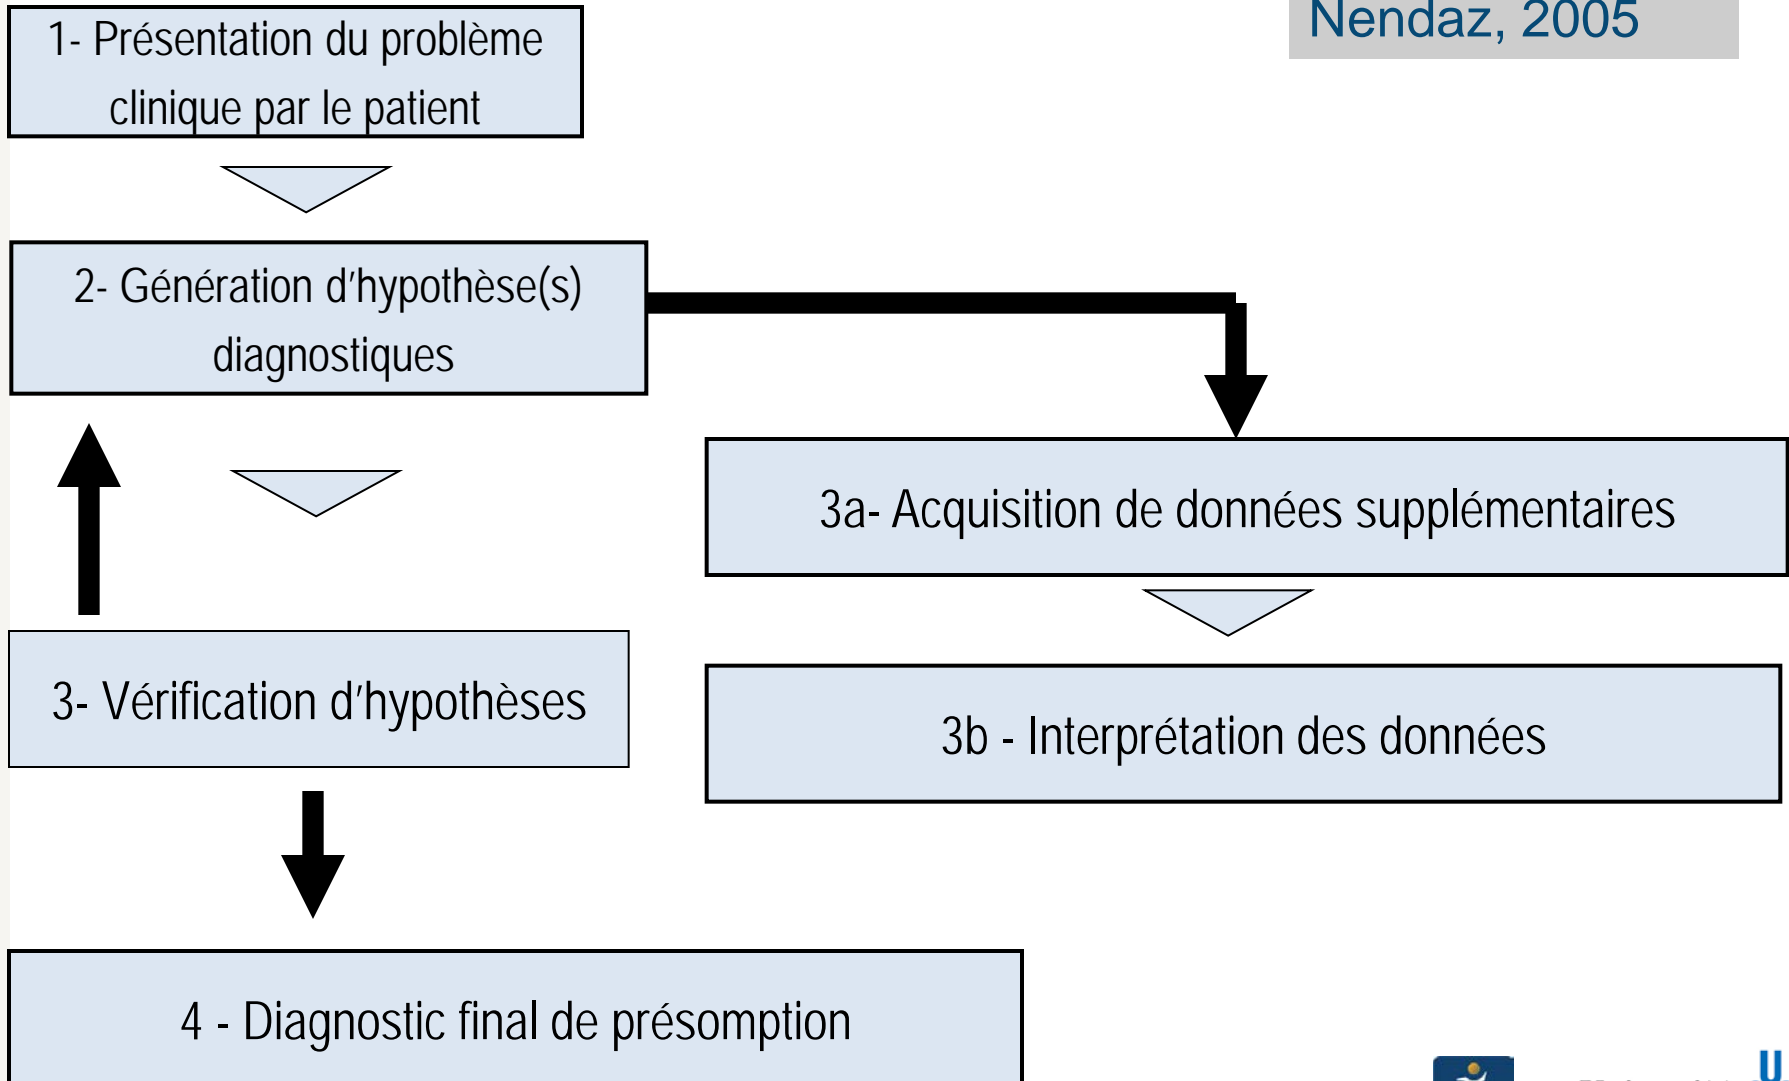 Nendaz, 2005
1- Présentation du problème
clinique par le patient
2- Génération d'hypothèse(s)
diagnostiques
3a- Acquisition de données supplémentaires
3- Vérification d'hypothèses
3b - Interprétation des données
4 - Diagnostic final de présomption